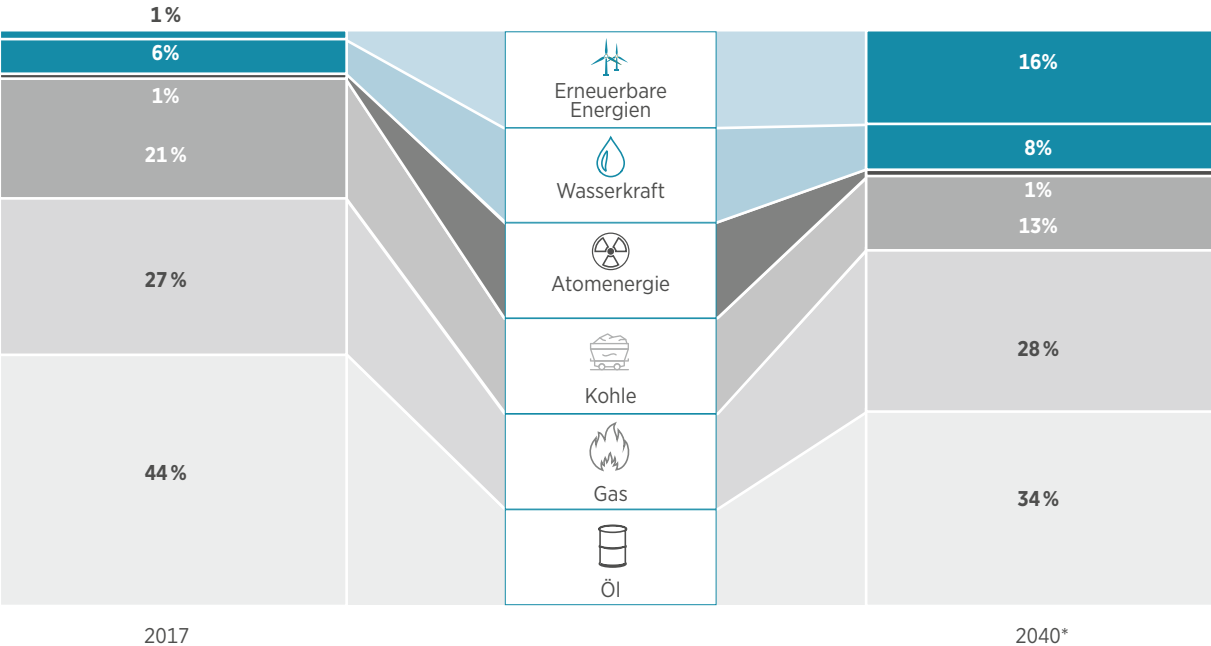 1 %
6%
1%
21 %
27 %
44 %
Erneuerbare
Energien
Wasserkraft
Atomenergie
Kohle
Gas
Öl
16%
8%
1%
13%
28 %
34 %
2017
2040*